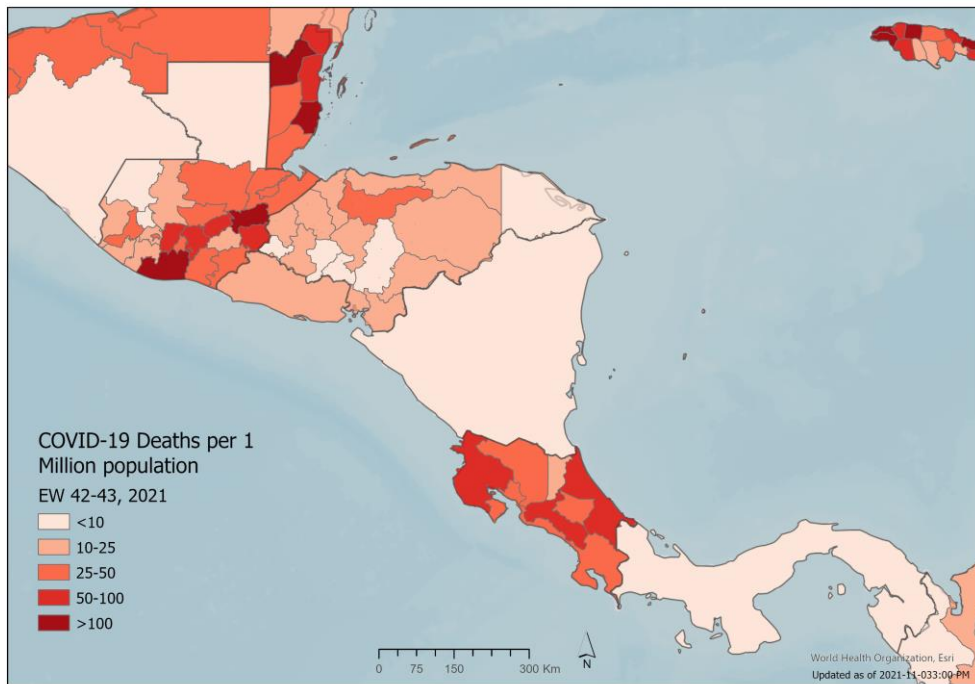 COVID-19 Deaths per 1
Million population
EW 42-43, 2021
<10
10-25
25-50
50-100
>100
0 75 150 300 Km
N
World Health Organization, Esri
Updated as of 2021-11-033:00 PM